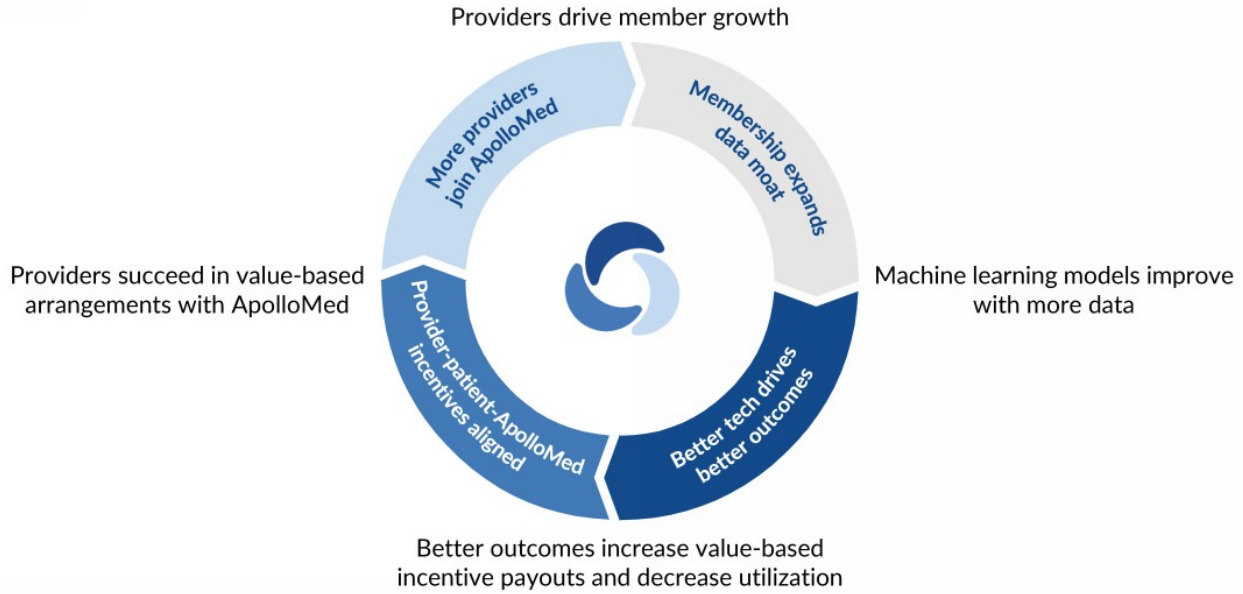 Providers drive member growth
More providers
join ApolloMed
Membership expands
data moat
Providers succeed in value-based
arrangements with ApolloMed
Machine learning models improve
with more data
Provider-patient-ApolloMed
incentives aligned
Better tech drives
better outcomes
Better outcomes increase value-based
incentive payouts and decrease utilization